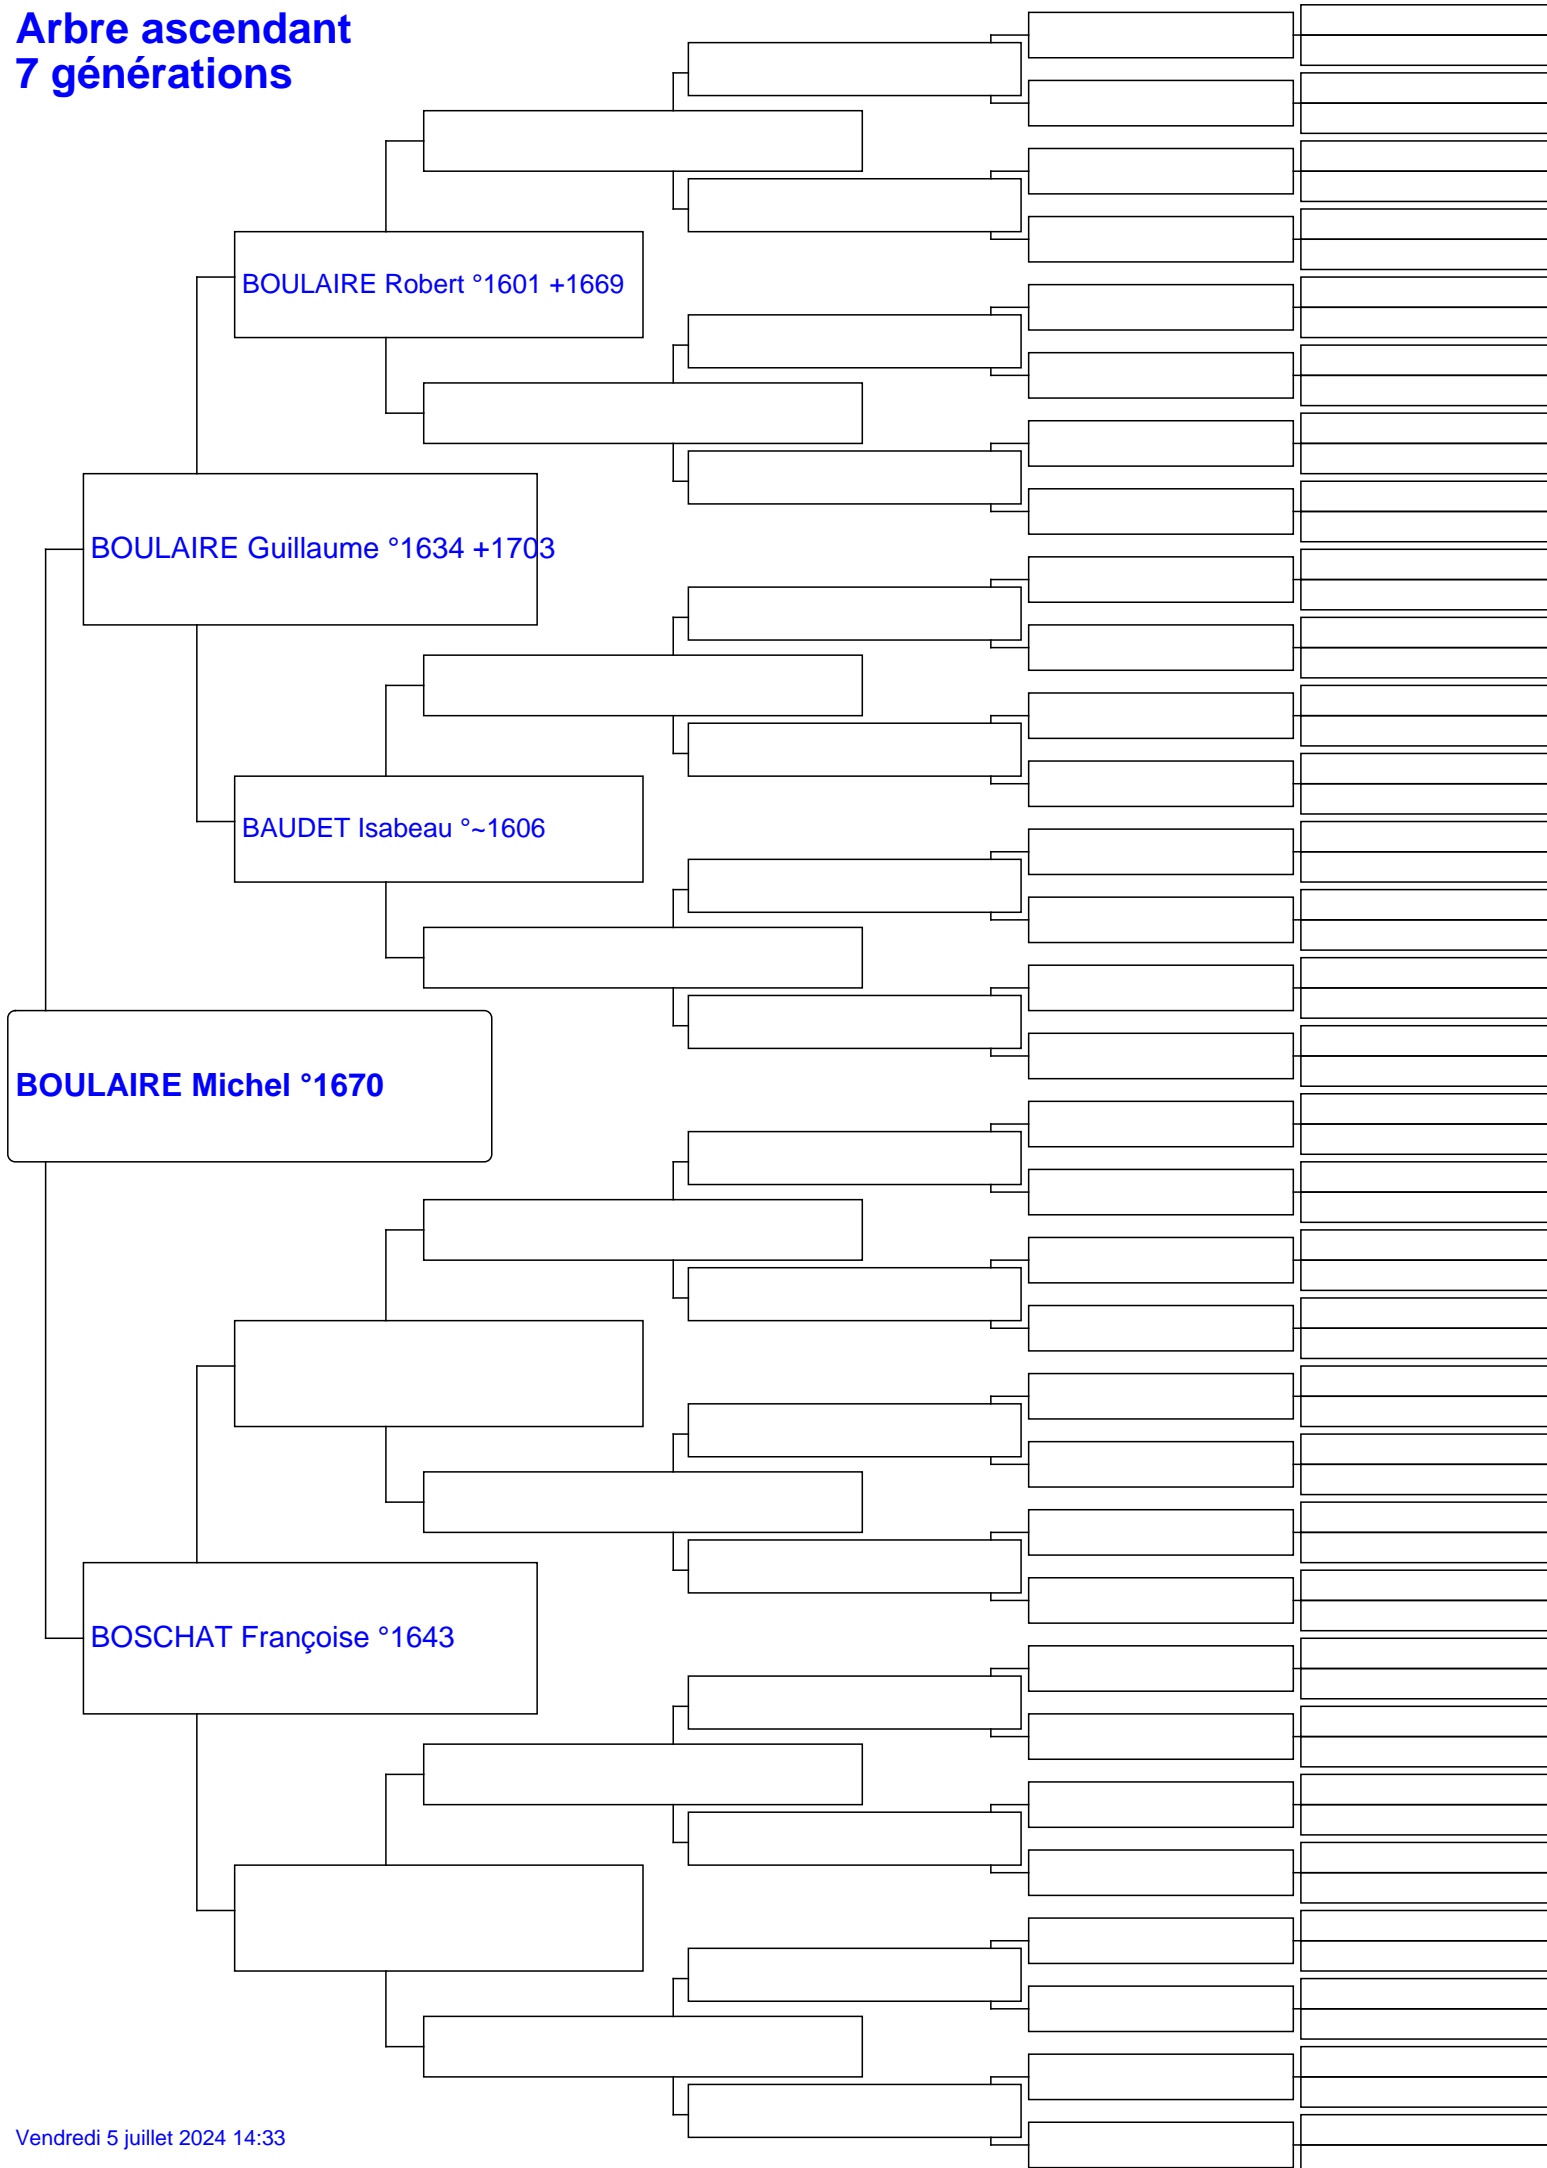 Arbre ascendant
7 générations
BOULAIRE Robert °1601 +1669
BOULAIRE Guillaume °1634 +1703
BAUDET Isabeau °~1606
BOULAIRE Michel °1670
BOSCHAT Françoise °1643
Vendredi 5 juillet 2024 14:33